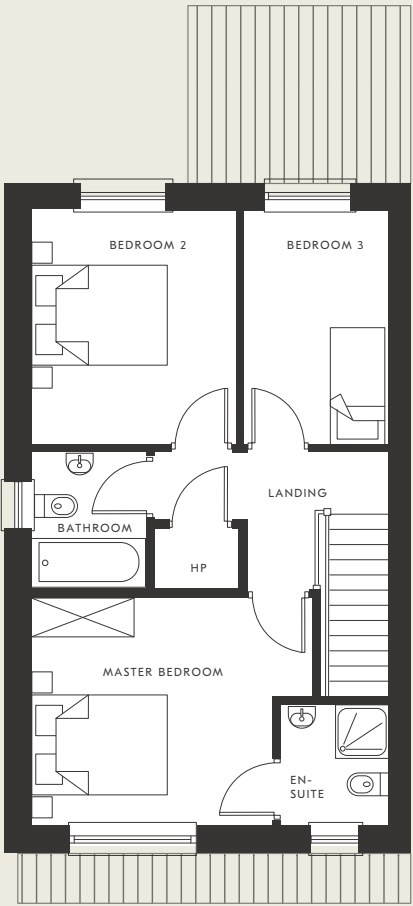 BEDROOM 2
BEDROOM 3
LANDING
BATHROOM
HP
MASTER BEDROOM
EN-
SUITE